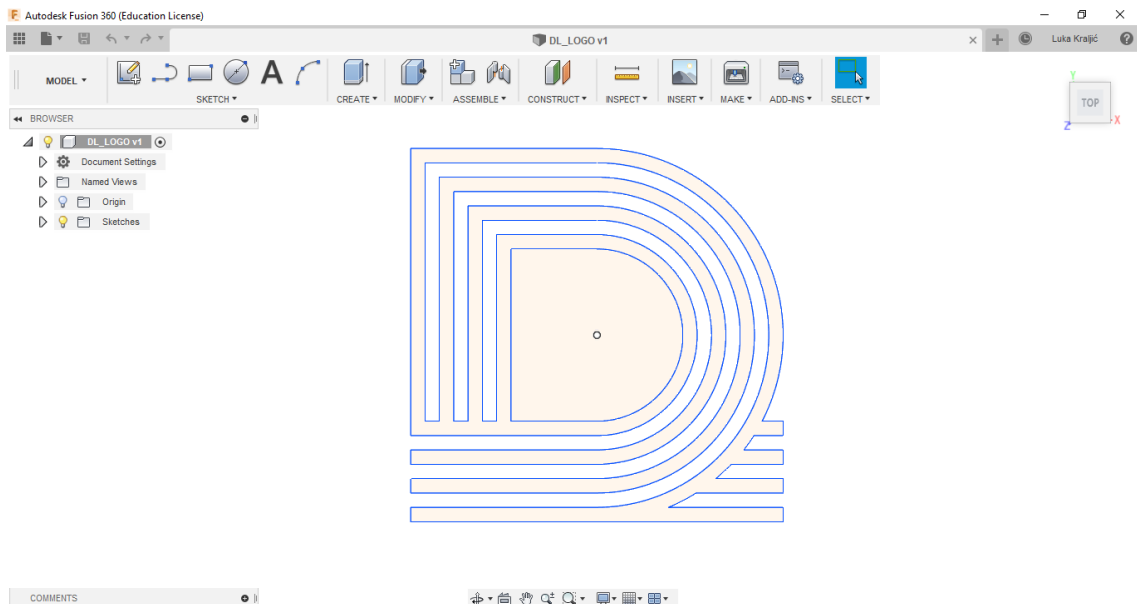 Autodesk Fusion 360 (Education License)
DL_LOGO v1
Luka Kraljić
MODEL
SKETCH
CREATE
MODIFY
ASSEMBLE
CONSTRUCT
INSPECT
INSERT
MAKE
ADD-INS
SELECT
BROWSER
DL_LOGO v1
Document Settings
Named Views
Origin
Sketches
Y
TOP
X
Z
COMMENTS